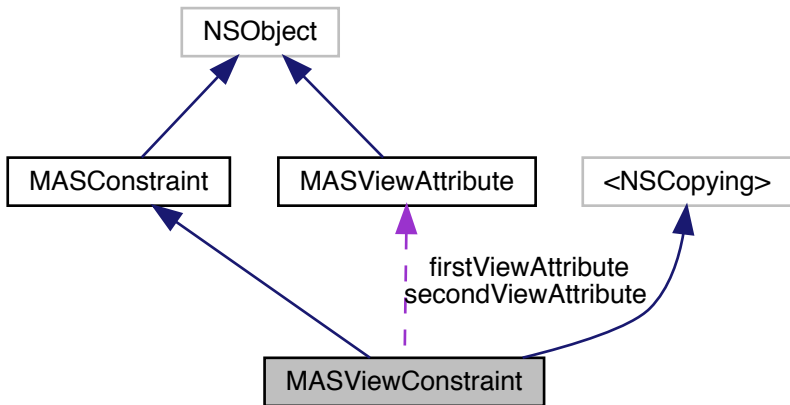 NSObject
MASConstraint
MASViewAttribute
<NSCopying>
firstViewAttribute
secondViewAttribute
MASViewConstraint